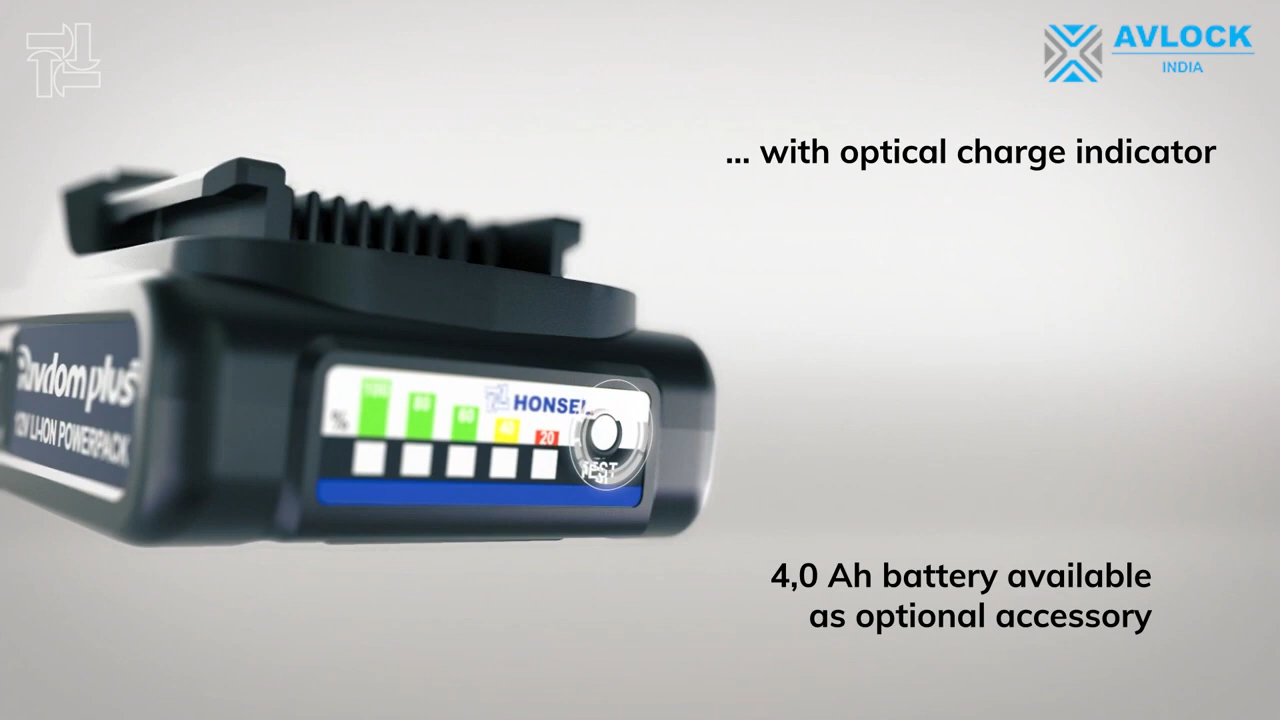 AVLOCK
INDIA
... with optical charge indicator
HONSEL
%
100
80
60
40
20
TEST
LI-ION POWERPACK
4,0 Ah battery available
as optional accessory